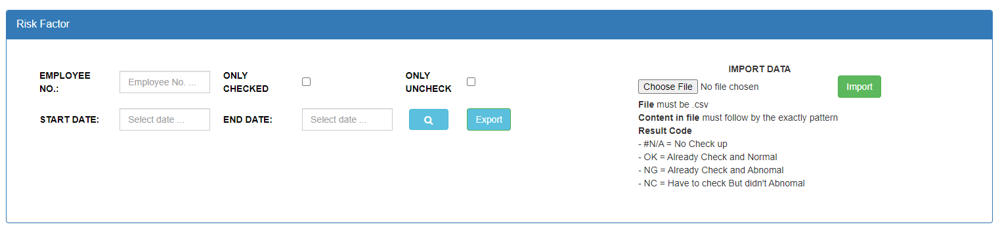 Risk Factor
EMPLOYEE
NO.:
Employee No. ...
ONLY
CHECKED
ONLY
UNCHECK
START DATE:
Select date ...
END DATE:
Select date ...
Export
IMPORT DATA
Choose File No file chosen
Import
File must be .csv
Content in file must follow by the exactly pattern
Result Code
- #N/A = No Check up
- OK = Already Check and Normal
- NG = Already Check and Abnomal
- NC = Have to check But didn't Abnomal